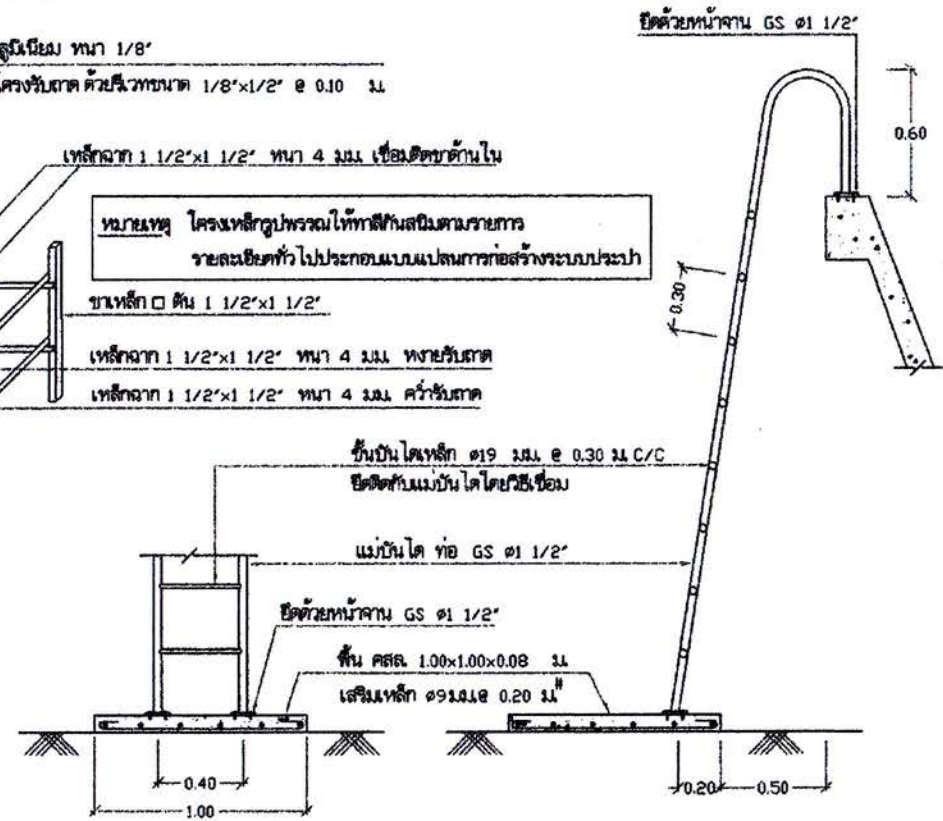 ยึดด้วยหน้าจาน GS ø1 1/2"
หนา 1/8"
ด้วยรีเวทขนาด 1/8"x1/2" @ 0.10 ม.
0.60
เหล็กฉาก 1 1/2"x1 1/2" หนา 4 มม. เชื่อมติดขาด้านใน
หมายเหตุ โครงเหล็กรูปพรรณให้ทาสีกันสนิมตามรายการ
รายละเอียดทั่วไปประกอบแบบแปลนการก่อสร้างระบบประปา
0.30
ขาเหล็ก □ ตัน 1 1/2"x1 1/2"
เหล็กฉาก 1 1/2"x1 1/2" หนา 4 มม. หงายรับถาด
เหล็กฉาก 1 1/2"x1 1/2" หนา 4 มม. คว่ำรับถาด
ขั้นบันไดเหล็ก ø19 มม. @ 0.30 ม. C/C
ยึดติดกับแม่บันไดโดยวิธีเชื่อม
แม่บันได ท่อ GS ø1 1/2"
ยึดด้วยหน้าจาน GS ø1 1/2"
พื้น คสล. 1.00x1.00x0.08 ม.
เสริมเหล็ก ø9มม.@ 0.20 ม.#
0.40
1.00
0.20
0.50